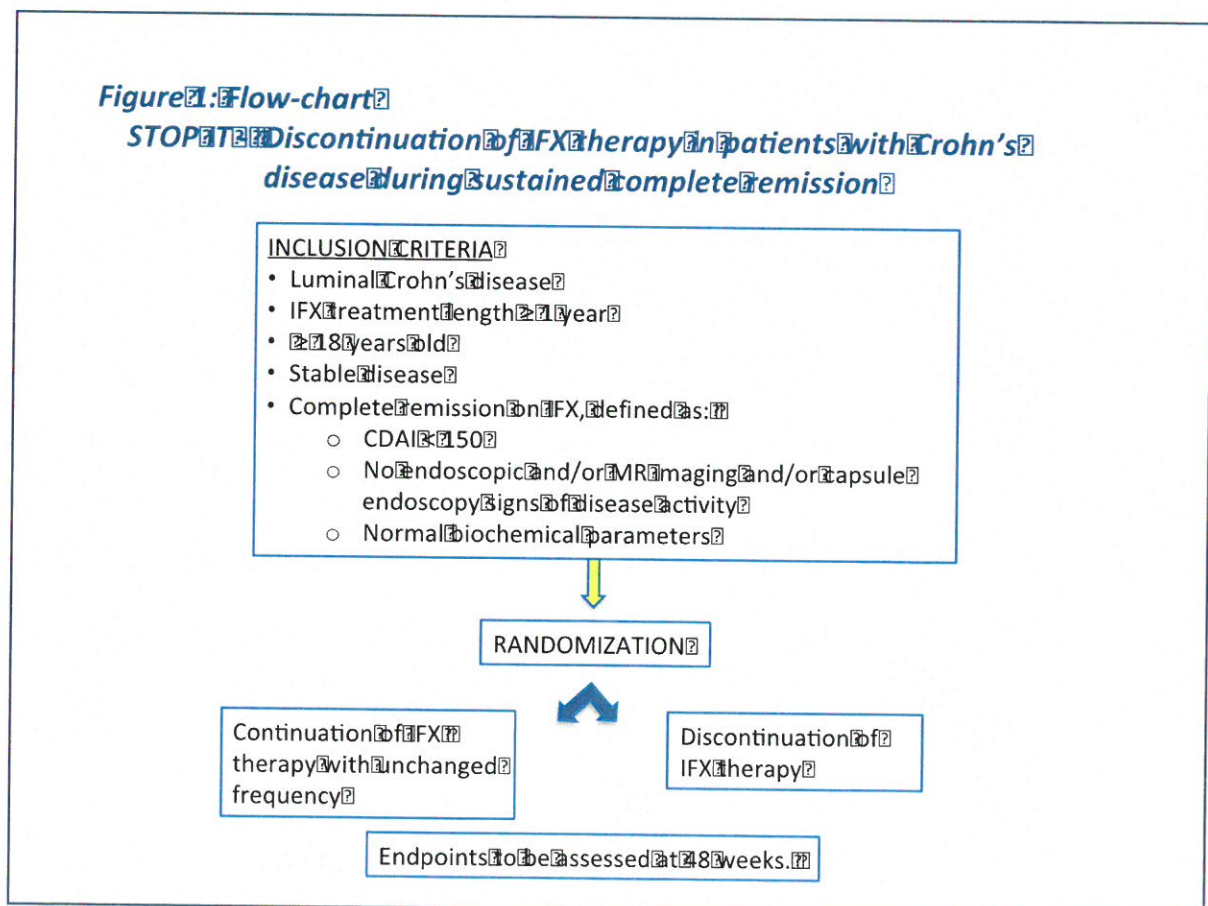 Figure 1: Flow-chart
STOP IT - Discontinuation of IFX therapy in patients with Crohn's
disease during sustained complete remission
INCLUSION CRITERIA
• Luminal Crohn's disease
• IFX treatment length ≥ 1 year
• ≥ 18 years old
• Stable disease
• Complete remission on IFX, defined as:
○ CDAI < 150
○ No endoscopic and/or MR imaging and/or capsule
endoscopy signs of disease activity
○ Normal biochemical parameters
RANDOMIZATION
Continuation of IFX
therapy with unchanged
frequency
Discontinuation of
IFX therapy
Endpoints to be assessed at 48 weeks.